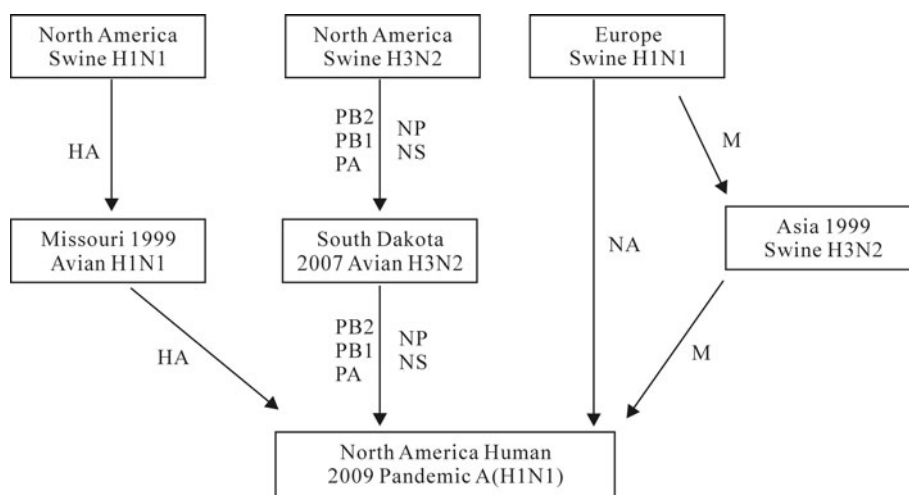 North America
Swine H1N1
North America
Swine H3N2
Europe
Swine H1N1
HA
PB2
PB1
PA
NP
NS
M
Missouri 1999
Avian H1N1
South Dakota
2007 Avian H3N2
NA
Asia 1999
Swine H3N2
HA
PB2
PB1
PA
NP
NS
M
North America Human
2009 Pandemic A(H1N1)